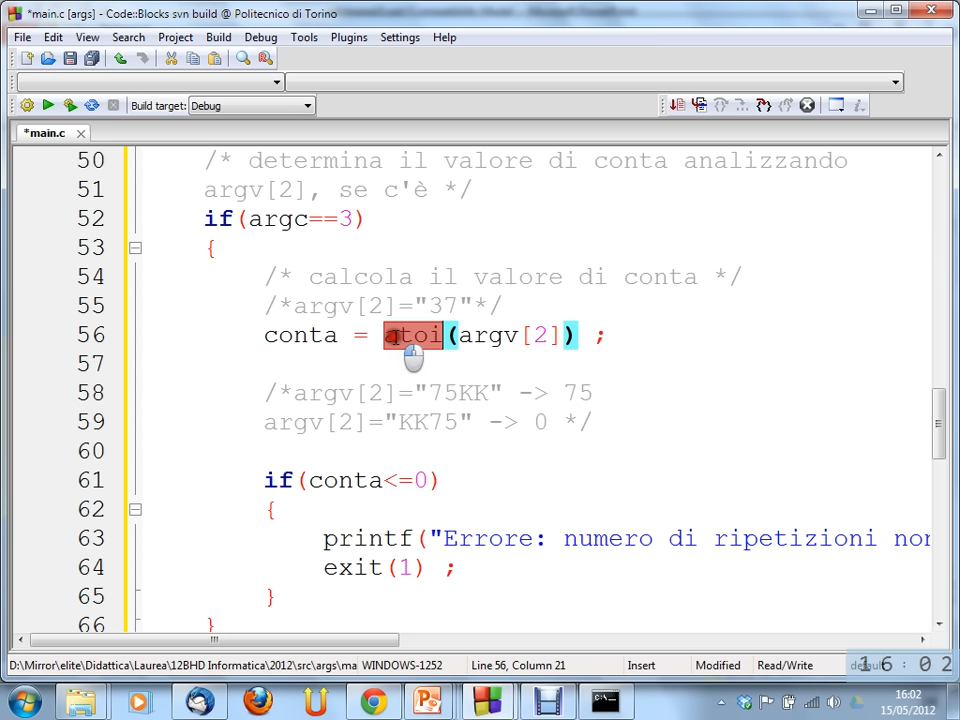 *main.c [args] - Code::Blocks svn build @ Politecnico di Torino
File Edit View Search Project Build Debug Tools Plugins Settings Help
Build target: Debug
*main.c
50 /* determina il valore di conta analizzando
51 argv[2], se c'è */
52 if(argc==3)
53 {
54 /* calcola il valore di conta */
55 /*argv[2]="37"*/
56 conta = atoi(argv[2]) ;
57
58 /*argv[2]="75KK" -> 75
59 argv[2]="KK75" -> 0 */
60
61 if(conta<=0)
62 {
63 printf("Errore: numero di ripetizioni non
64 exit(1) ;
65 }
66 }
D:\Mirror\elite\Didattica\Laurea\12BHD Informatica\2012\src\args\ma WINDOWS-1252 Line 56, Column 21 Insert Modified Read/Write default
16:02
16:02
15/05/2012